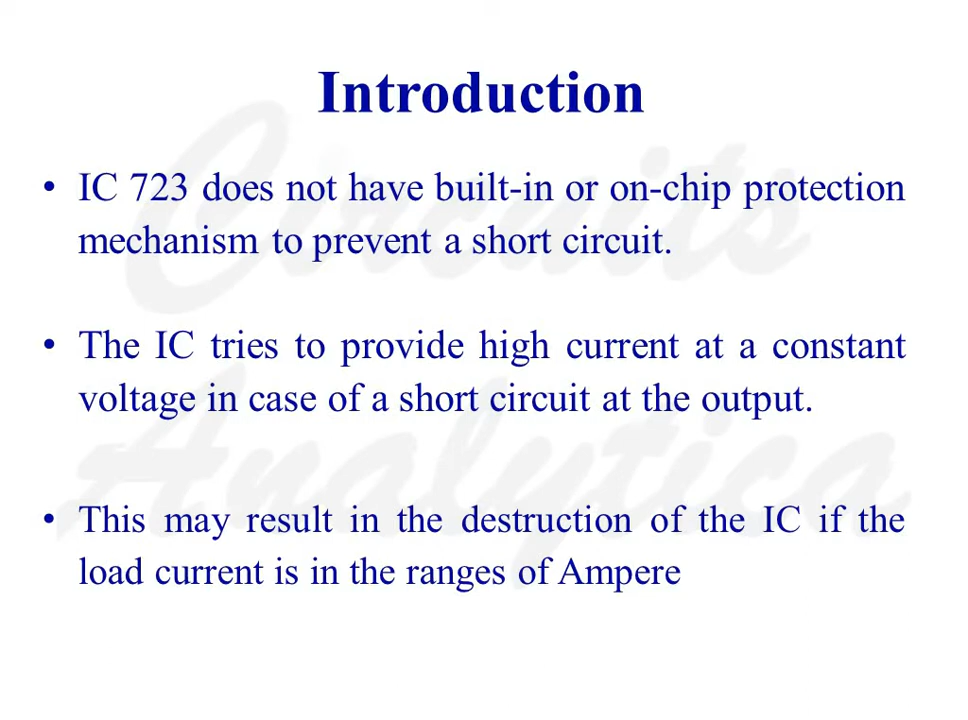 Introduction
• IC 723 does not have built-in or on-chip protection
mechanism to prevent a short circuit.
• The IC tries to provide high current at a constant
voltage in case of a short circuit at the output.
• This may result in the destruction of the IC if the
load current is in the ranges of Ampere
Circuits
Analytica